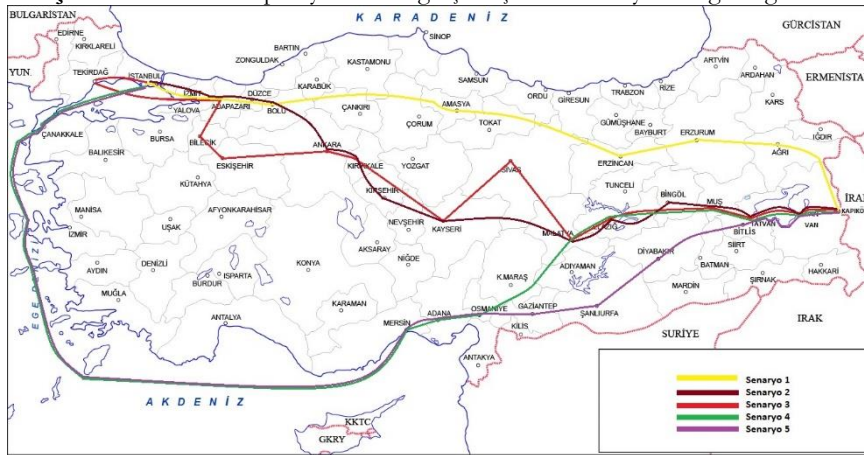 KARADENİZ
BULGARİSTAN
GÜRCİSTAN
EDİRNE
KIRKLARELİ
SİNOP
BARTIN
ZONGULDAK
KASTAMONU
ARTVİN
ARDAHAN
YUN.
TEKİRDAĞ
İSTANBUL
KARABÜK
SAMSUN
RİZE
ERMENİSTA
İZMİT
DÜZCE
ORDU
GİRESUN
TRABZON
KARS
YALOVA
ADAPAZARI
BOLU
ÇANKIRI
AMASYA
GÜMÜŞHANE
ÇORUM
TOKAT
BAYBURT
ÇANAKKALE
BURSA
BİLECİK
ANKARA
ERZURUM
IĞDIR
BALIKESİR
ESKİŞEHİR
KIRIKKALE
YOZGAT
SİVAS
ERZİNCAN
AĞRI
KÜTAHYA
KIRŞEHİR
TUNCELİ
BİNGÖL
MUŞ
İRAN
MANİSA
AFYONKARAHİSAR
NEVŞEHİR
KAYSERİ
UŞAK
MALATYA
TATVAN
VAN
BİTLİS
İZMİR
AKSARAY
NİĞDE
DİYABAKIR
SİİRT
EGE DENİZ
AYDIN
DENİZLİ
ISPARTA
KONYA
K.MARAŞ
ADIYAMAN
BATMAN
ŞIRNAK
HAKKARİ
BURDUR
MARDİN
MUĞLA
KARAMAN
ADANA
OSMANİYE
GAZİANTEP
ŞANLIURFA
ANTALYA
MERSİN
KİLİS
SURİYE
IRAK
ANTAKYA
AKDENİZ
KKTC
GKRY
Senaryo 1
Senaryo 2
Senaryo 3
Senaryo 4
Senaryo 5